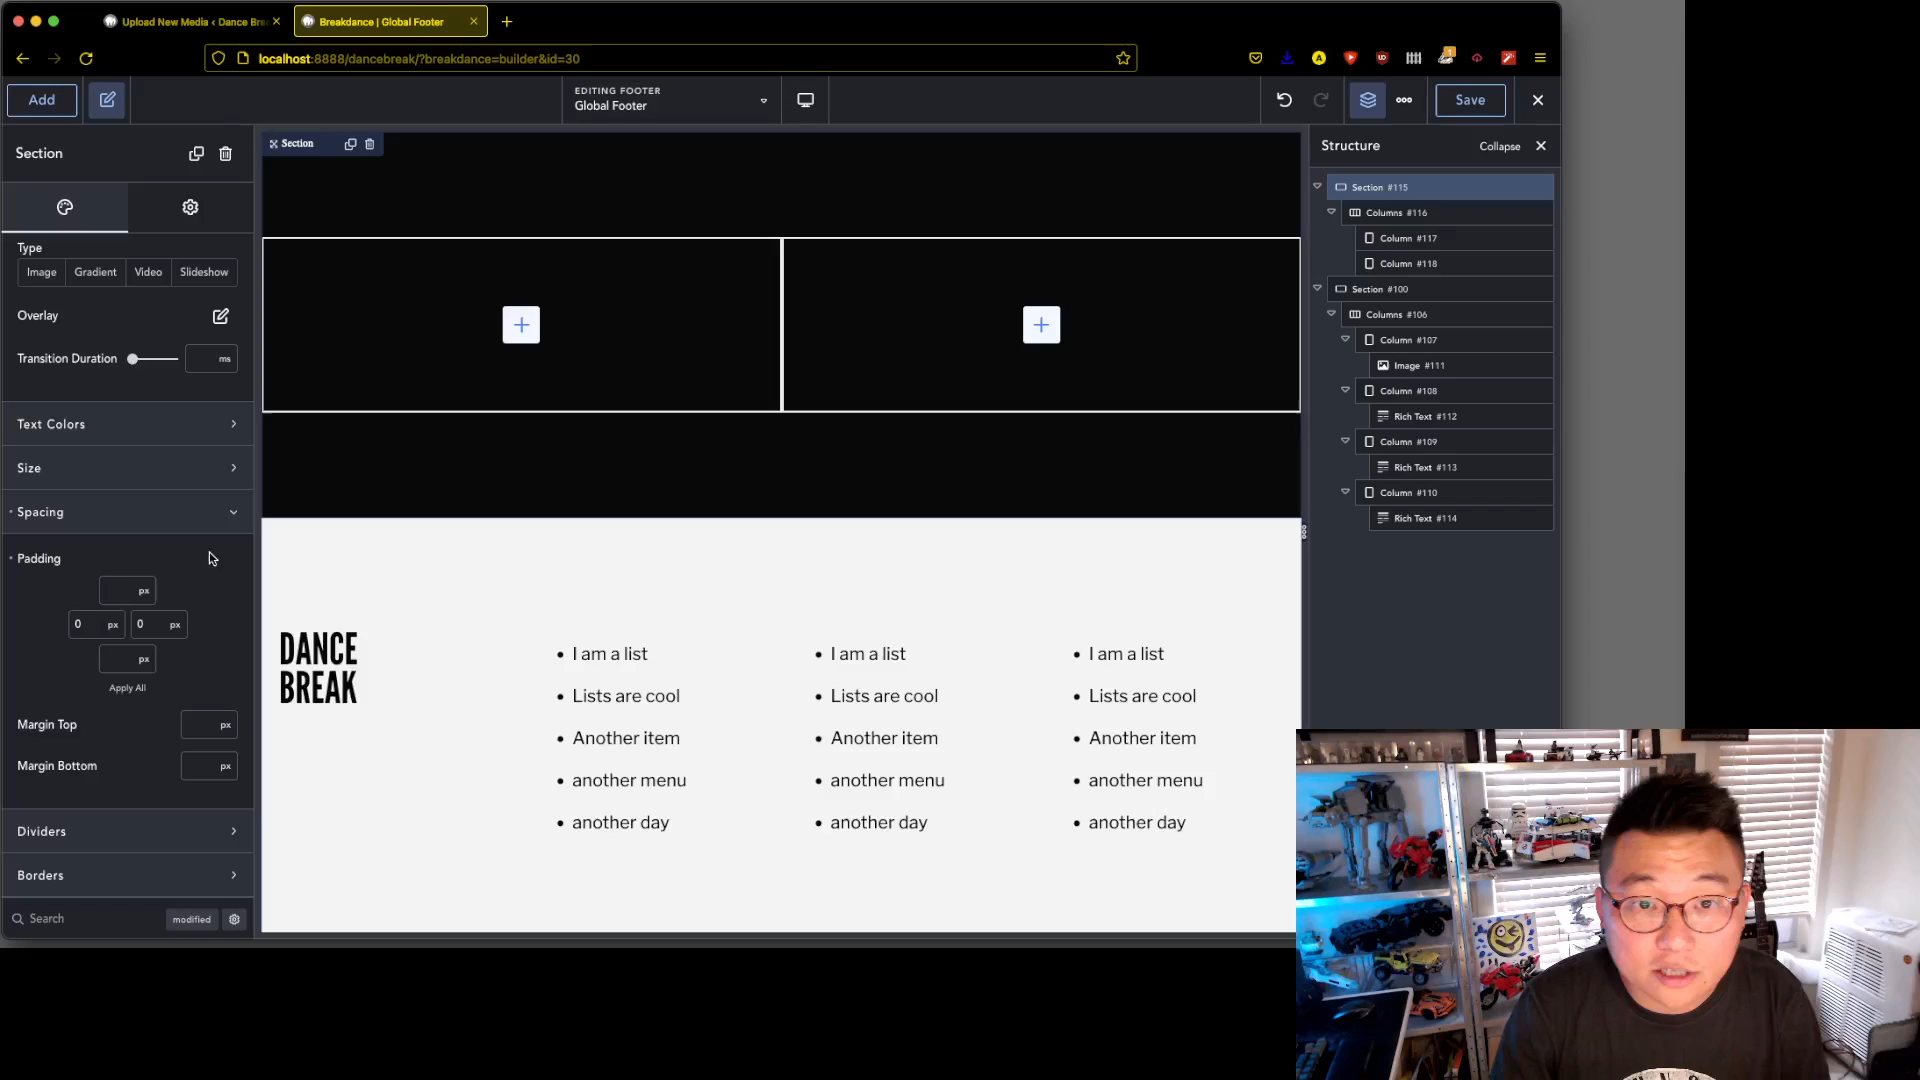 Upload New Media ‹ Dance Bre
Breakdance | Global Footer
localhost:8888/dancebreak/?breakdance=builder&id=30
1
Add
EDITING FOOTER
Global Footer
Save
Section
Type
Image
Gradient
Video
Slideshow
Overlay
Transition Duration
ms
Text Colors
Size
Spacing
Padding
px
0 px
0 px
px
Apply All
Margin Top
px
Margin Bottom
px
Dividers
Borders
Search
modified
Section
DANCE
BREAK
I am a list
Lists are cool
Another item
another menu
another day
I am a list
Lists are cool
Another item
another menu
another day
I am a list
Lists are cool
Another item
another menu
another day
Structure
Collapse
Section #115
Columns #116
Column #117
Column #118
Section #100
Columns #106
Column #107
Image #111
Column #108
Rich Text #112
Column #109
Rich Text #113
Column #110
Rich Text #114